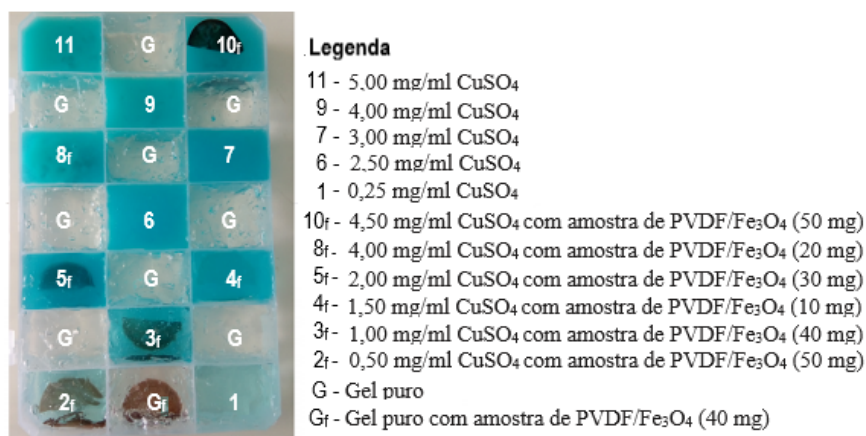 11 G 10f
G 9 G
8f G 7
G 6 G
5f G 4f
G 3f G
2f Gf 1
Legenda
11 - 5,00 mg/ml CuSO₄
9 - 4,00 mg/ml CuSO₄
7 - 3,00 mg/ml CuSO₄
6 - 2,50 mg/ml CuSO₄
1 - 0,25 mg/ml CuSO₄
10f - 4,50 mg/ml CuSO₄ com amostra de PVDF/Fe₃O₄ (50 mg)
8f - 4,00 mg/ml CuSO₄ com amostra de PVDF/Fe₃O₄ (20 mg)
5f - 2,00 mg/ml CuSO₄ com amostra de PVDF/Fe₃O₄ (30 mg)
4f - 1,50 mg/ml CuSO₄ com amostra de PVDF/Fe₃O₄ (10 mg)
3f - 1,00 mg/ml CuSO₄ com amostra de PVDF/Fe₃O₄ (40 mg)
2f - 0,50 mg/ml CuSO₄ com amostra de PVDF/Fe₃O₄ (50 mg)
G - Gel puro
Gf - Gel puro com amostra de PVDF/Fe₃O₄ (40 mg)